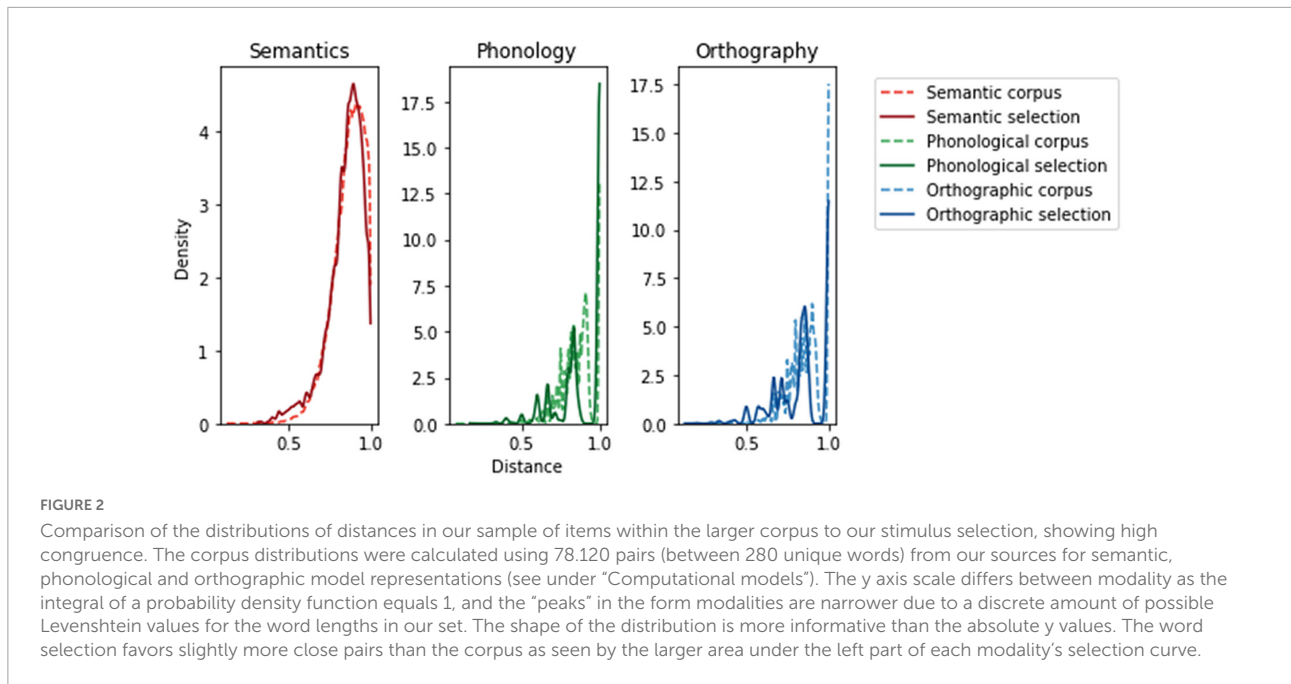 Semantics
Phonology
Orthography
4
3
2
1
0
Density
0.5
1.0
17.5
15.0
12.5
10.0
7.5
5.0
2.5
0.0
0.5
1.0
Distance
17.5
15.0
12.5
10.0
7.5
5.0
2.5
0.0
0.5
1.0
Semantic corpus
Semantic selection
Phonological corpus
Phonological selection
Orthographic corpus
Orthographic selection
FIGURE 2
Comparison of the distributions of distances in our sample of items within the larger corpus to our stimulus selection, showing high
congruence. The corpus distributions were calculated using 78.120 pairs (between 280 unique words) from our sources for semantic,
phonological and orthographic model representations (see under “Computational models“). The y axis scale differs between modality as the
integral of a probability density function equals 1, and the “peaks” in the form modalities are narrower due to a discrete amount of possible
Levenshtein values for the word lengths in our set. The shape of the distribution is more informative than the absolute y values. The word
selection favors slightly more close pairs than the corpus as seen by the larger area under the left part of each modality’s selection curve.